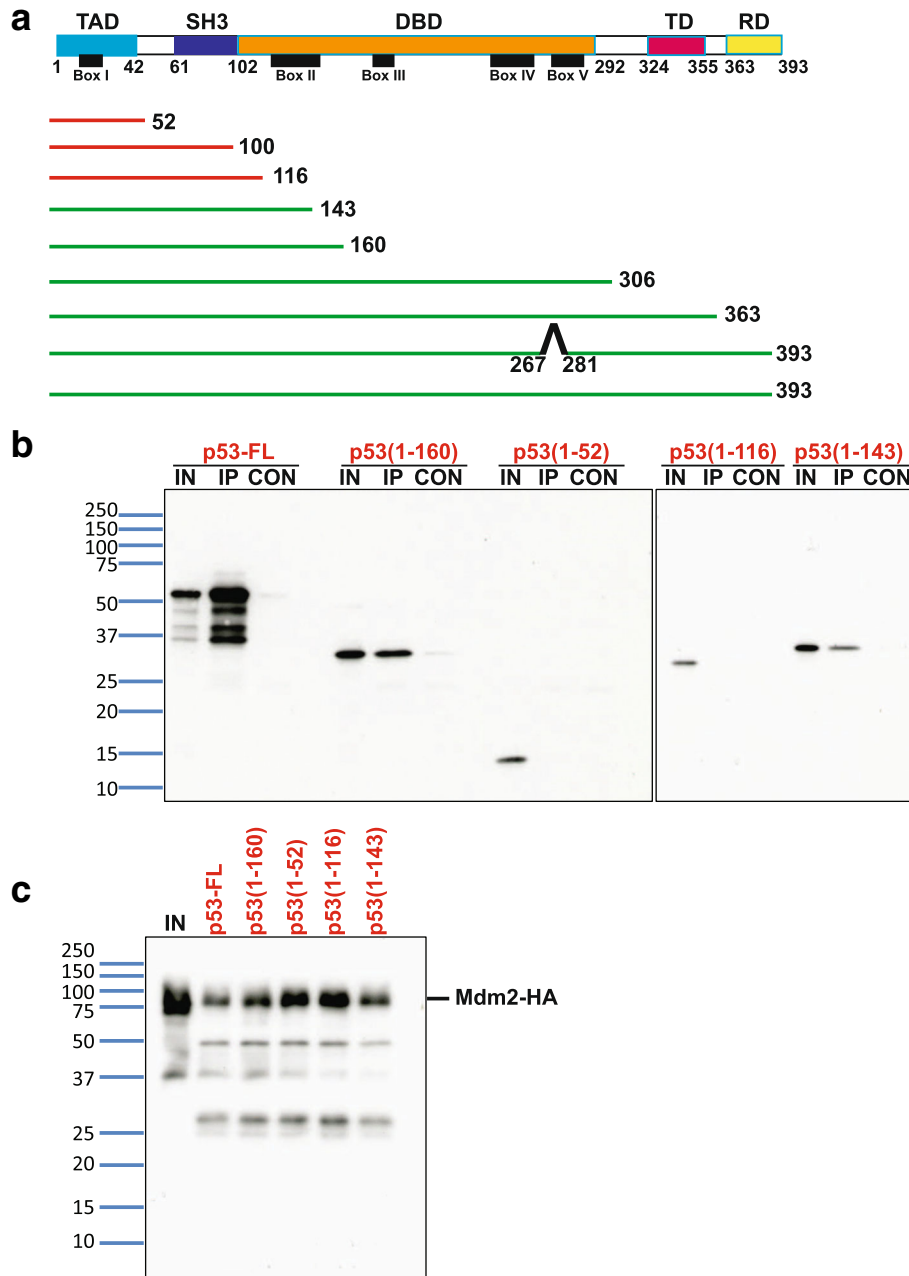 a
TAD SH3 DBD TD RD
1 42 61 102 292 324 355 363 393
Box I Box II Box III Box IV Box V
52
100
116
143
160
306
363
267 281 393
393
b
p53-FL p53(1-160) p53(1-52) p53(1-116) p53(1-143)
IN IP CON IN IP CON IN IP CON IN IP CON IN IP CON
250
150
100
75
50
37
25
20
15
10
c
IN p53-FL p53(1-160) p53(1-52) p53(1-116) p53(1-143)
250
150
100
75
50
37
25
20
15
10
Mdm2-HA